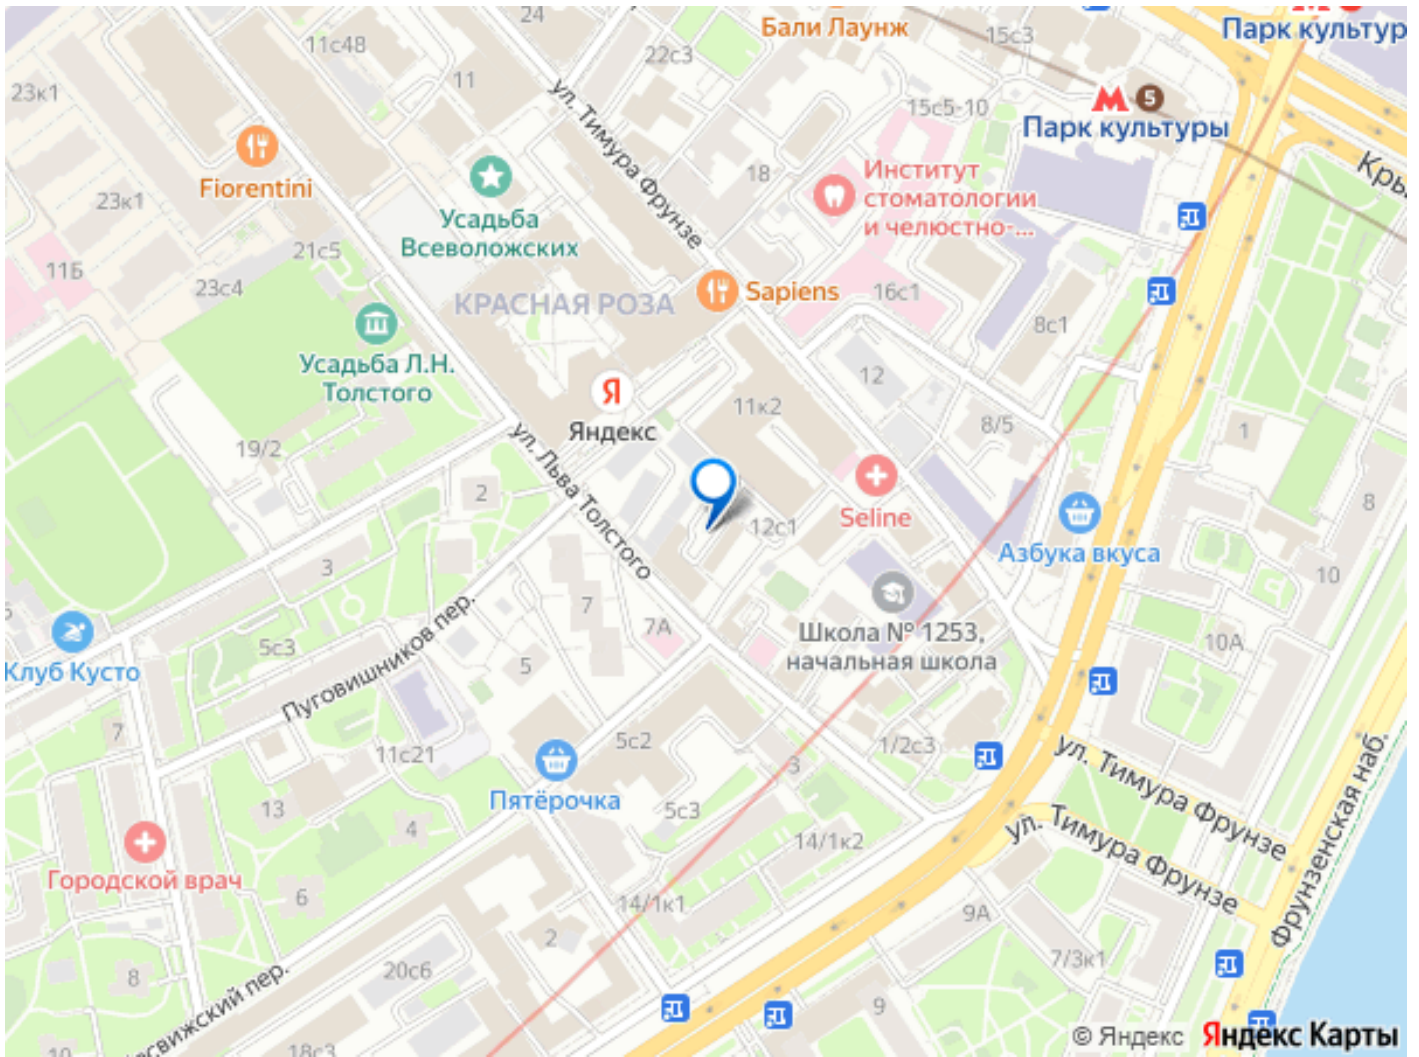 24
Бали Лаунж
Парк культур
11с48
15с3
22с3
11
23к1
15с5-10
5
Парк культуры
ул. Тимура Фрунзе
Кры
Fiorentini
18
Институт
стоматологии
и челюстно-...
23к1
Усадьба
Всеволожских
21с5
11Б
23с4
КРАСНАЯ РОЗА
Sapiens
16с1
8с1
Усадьба Л.Н.
Толстого
Я
12
11к2
Яндекс
8/5
1
19/2
ул. Льва Толстого
2
8
Seline
12с1
Азбука вкуса
3
10
7
Школа № 1253,
начальная школа
7А
10А
5с3
Клуб Кусто
5
Пуговишников пер.
7
11с21
5с2
1/2с3
3
ул. Тимура Фрунзе
Фрунзенская наб.
Пятёрочка
13
5с3
4
14/1к2
ул. Тимура Фрунзе
Городской врач
6
14/1к1
9А
2
7/3к1
8
20с6
есвижский пер.
9
10
18с3
© Яндекс Яндекс Карты